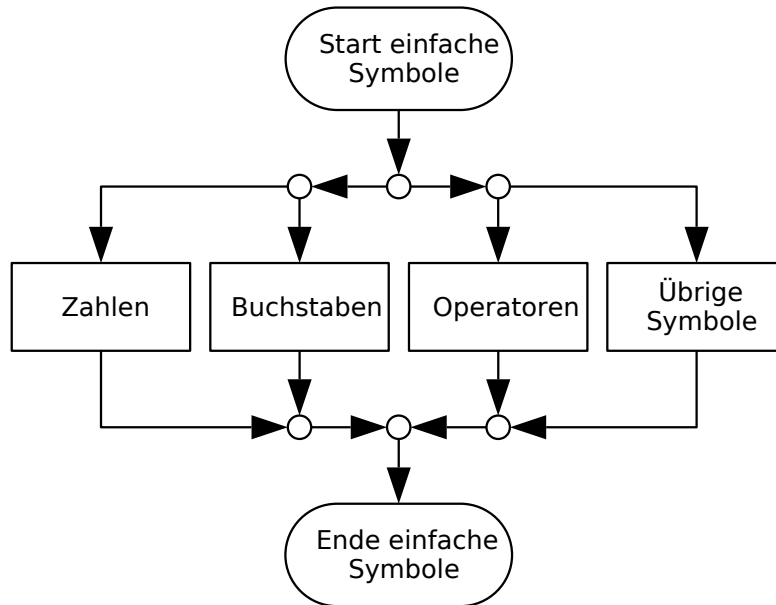 Start einfache
Symbole
Zahlen
Buchstaben
Operatoren
Übrige
Symbole
Ende einfache
Symbole